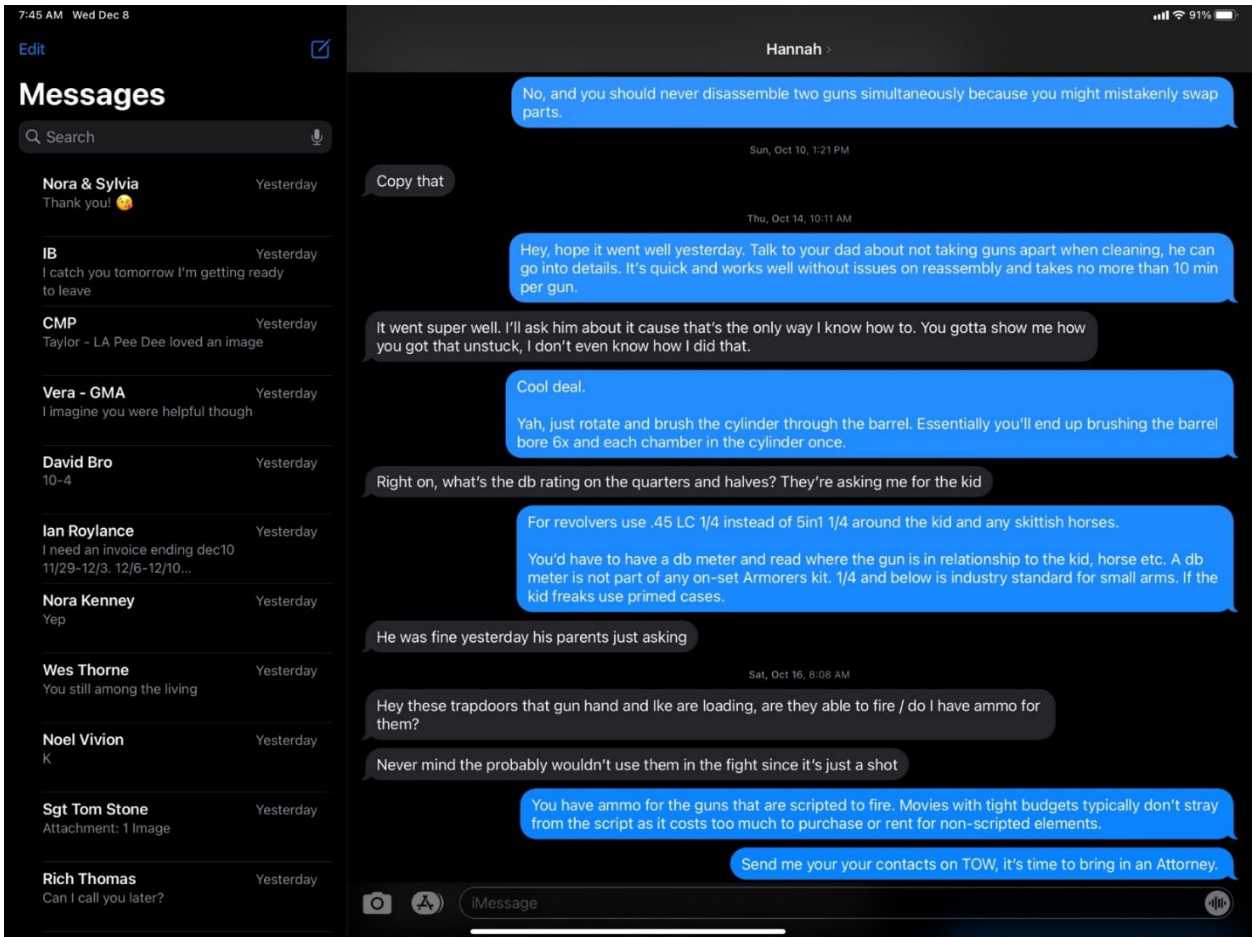 7:45 AM Wed Dec 8
91%
Edit
Messages
Search
Nora & Sylvia Yesterday
Thank you! 😘
IB Yesterday
I catch you tomorrow I'm getting ready
to leave
CMP Yesterday
Taylor - LA Pee Dee loved an image
Vera - GMA Yesterday
I imagine you were helpful though
David Bro Yesterday
10-4
Ian Roylance Yesterday
I need an invoice ending dec10
11/29-12/3. 12/6-12/10...
Nora Kenney Yesterday
Yep
Wes Thorne Yesterday
You still among the living
Noel Vivion Yesterday
K
Sgt Tom Stone Yesterday
Attachment: 1 Image
Rich Thomas Yesterday
Can I call you later?
Hannah >
No, and you should never disassemble two guns simultaneously because you might mistakenly swap
parts.
Sun, Oct 10, 1:21 PM
Copy that
Thu, Oct 14, 10:11 AM
Hey, hope it went well yesterday. Talk to your dad about not taking guns apart when cleaning, he can
go into details. It's quick and works well without issues on reassembly and takes no more than 10 min
per gun.
It went super well. I'll ask him about it cause that's the only way I know how to. You gotta show me how
you got that unstuck, I don't even know how I did that.
Cool deal.
Yah, just rotate and brush the cylinder through the barrel. Essentially you'll end up brushing the barrel
bore 6x and each chamber in the cylinder once.
Right on, what's the db rating on the quarters and halves? They're asking me for the kid
For revolvers use .45 LC 1/4 instead of 5in1 1/4 around the kid and any skittish horses.
You'd have to have a db meter and read where the gun is in relationship to the kid, horse etc. A db
meter is not part of any on-set Armorers kit. 1/4 and below is industry standard for small arms. If the
kid freaks use primed cases.
He was fine yesterday his parents just asking
Sat, Oct 16, 8:08 AM
Hey these trapdoors that gun hand and Ike are loading, are they able to fire / do I have ammo for
them?
Never mind the probably wouldn't use them in the fight since it's just a shot
You have ammo for the guns that are scripted to fire. Movies with tight budgets typically don't stray
from the script as it costs too much to purchase or rent for non-scripted elements.
Send me your your contacts on TOW, it's time to bring in an Attorney.
iMessage